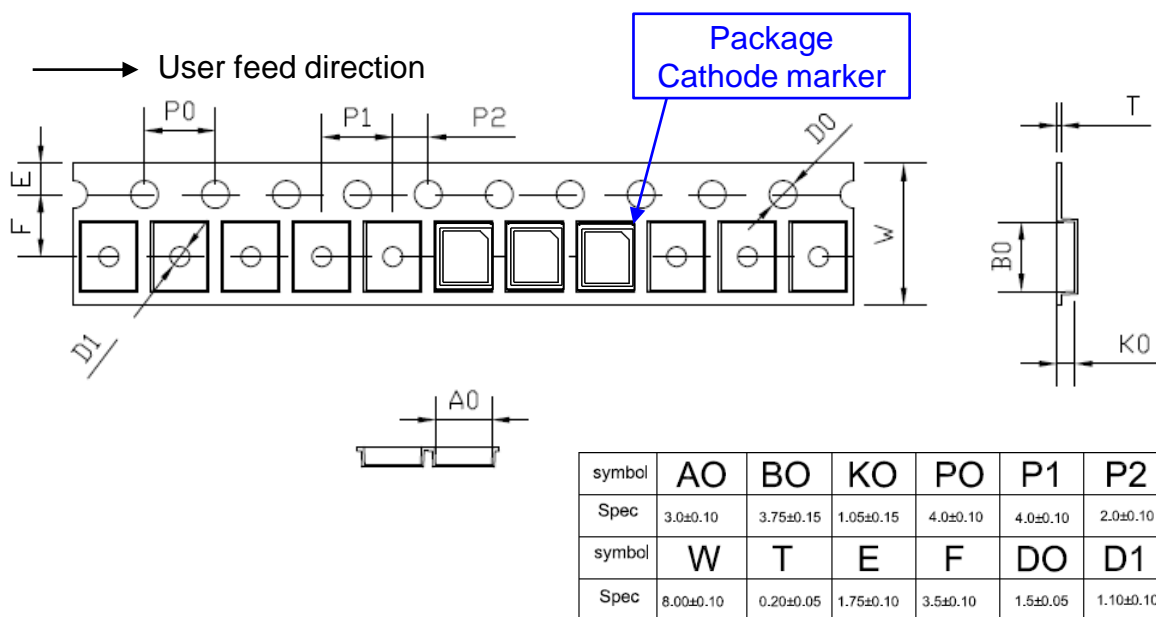 Package
Cathode marker
User feed direction
P0
P1
P2
D0
T
E
F
W
B0
D1
K0
A0
symbol AO BO KO PO P1 P2
Spec 3.0±0.10 3.75±0.15 1.05±0.15 4.0±0.10 4.0±0.10 2.0±0.10
symbol W T E F DO D1
Spec 8.00±0.10 0.20±0.05 1.75±0.10 3.5±0.10 1.5±0.05 1.10±0.10